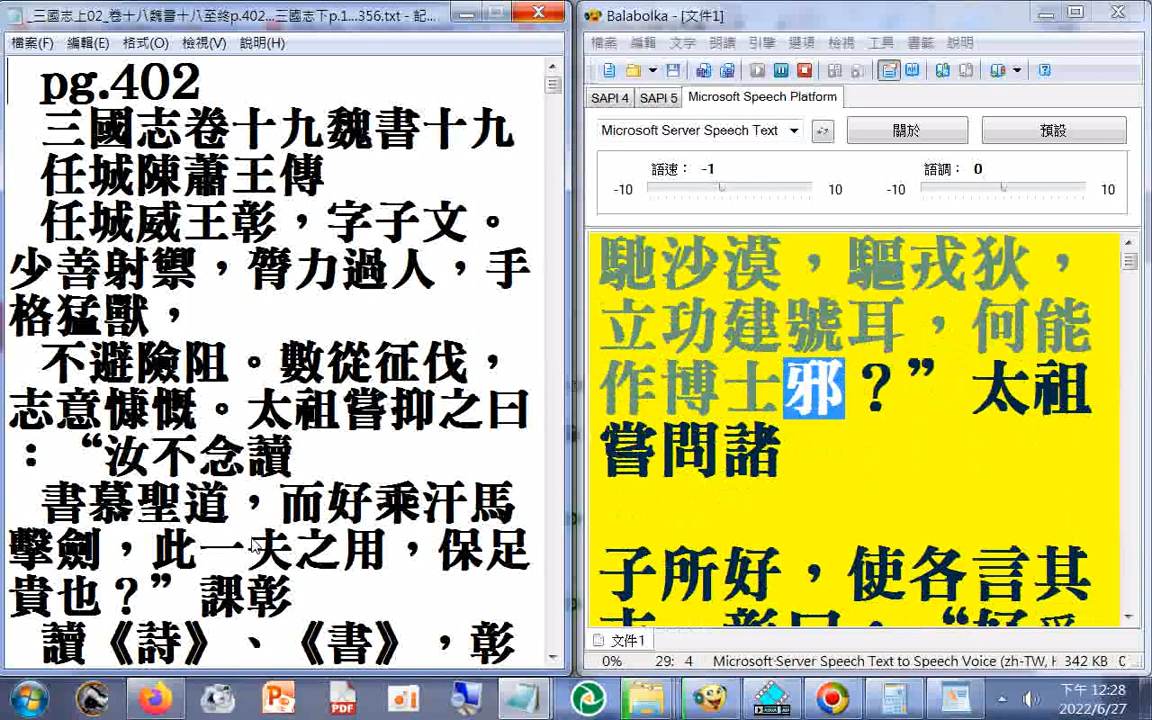 _三國志上02_卷十八魏書十八至終p.402...三國志下p.1...356.txt - 記...
檔案(F) 編輯(E) 格式(O) 檢視(V) 說明(H)
pg.402
三國志卷十九魏書十九
任城陳蕭王傳
任城威王彰，字子文。
少善射禦，膂力過人，手
格猛獸，
不避險阻。數從征伐，
志意慷慨。太祖嘗抑之曰
：“汝不念讀
書慕聖道，而好乘汗馬
擊劍，此一夫之用，保足
貴也？”課彰
讀《詩》、《書》，彰
Balabolka - [文件1]
檔案 編輯 文字 朗讀 引擎 選項 檢視 工具 書籤 說明
SAPI 4 SAPI 5 Microsoft Speech Platform
Microsoft Server Speech Text 關於 預設
語速： -1 語調： 0
-10 10 -10 10
馳沙漠，驅戎狄，
立功建號耳，何能
作博士邪？”太祖
嘗問諸
子所好，使各言其
志。彰曰：“好爲
文件1
0% 29: 4 Microsoft Server Speech Text to Speech Voice (zh-TW, H 342 KB
下午 12:28
2022/6/27